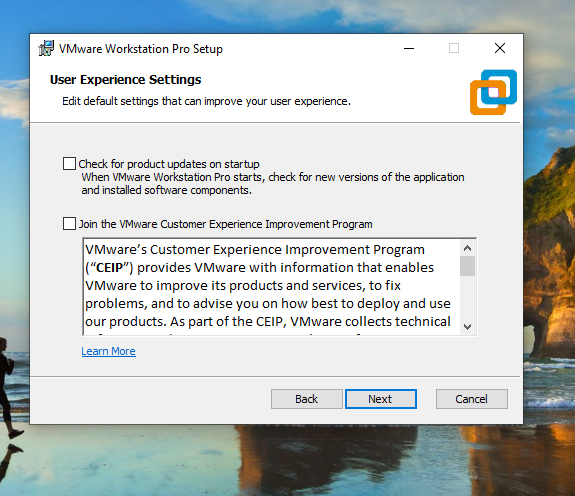 VMware Workstation Pro Setup
User Experience Settings
Edit default settings that can improve your user experience.
Check for product updates on startup
When VMware Workstation Pro starts, check for new versions of the application
and installed software components.
Join the VMware Customer Experience Improvement Program
VMware's Customer Experience Improvement Program
(“CEIP”) provides VMware with information that enables
VMware to improve its products and services, to fix
problems, and to advise you on how best to deploy and use
our products. As part of the CEIP, VMware collects technical
Learn More
Back
Next
Cancel